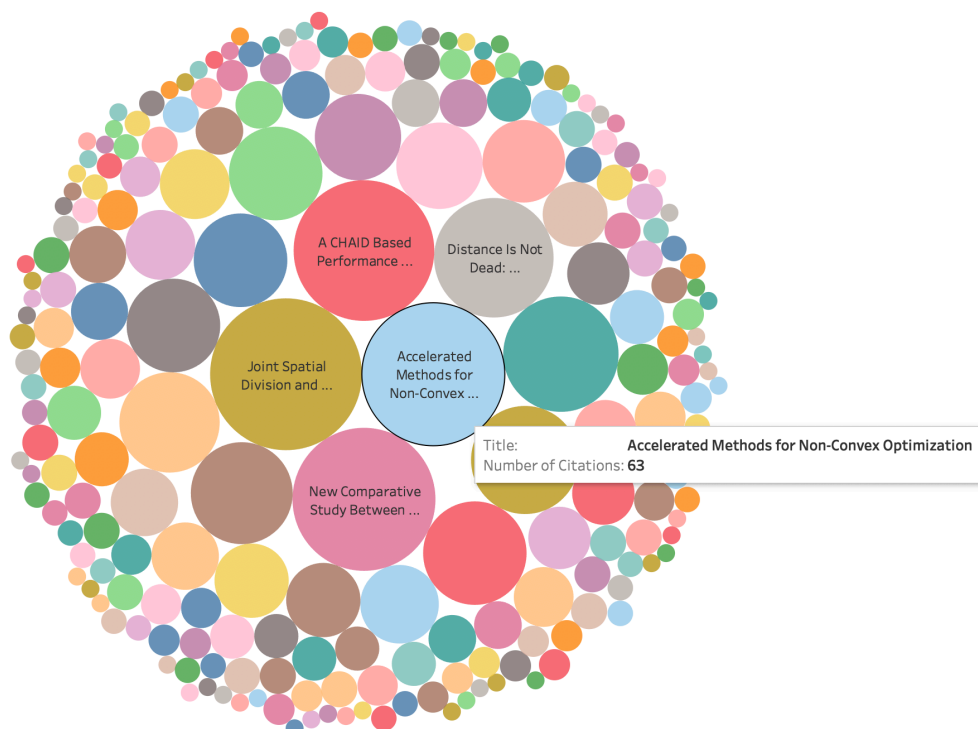 A CHAID Based
Performance ...
Distance Is Not
Dead: ...
Joint Spatial
Division and ...
Accelerated
Methods for
Non-Convex ...
Title: Accelerated Methods for Non-Convex Optimization
Number of Citations: 63
New Comparative
Study Between ...